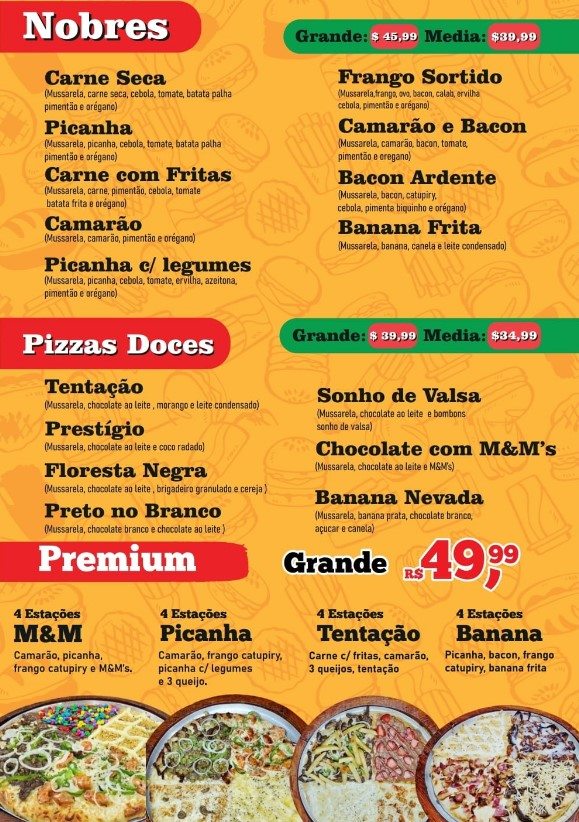 Nobres
Grande: $ 45,99 Media: $39,99
Carne Seca
(Mussarela, carne seca, cebola, tomate, batata palha
pimentão e orégano)
Picanha
(Mussarela, picanha, cebola, tomate, batata palha
pimentão e orégano)
Carne com Fritas
(Mussarela, carne, pimentão, cebola, tomate
batata frita e orégano)
Camarão
(Mussarela, camarão, pimentão e orégano)
Picanha c/ legumes
(Mussarela, picanha, cebola, tomate, ervilha, azeitona,
pimentão e orégano)
Frango Sortido
(Mussarela,frango, ovo, bacon, calab, ervilha
cebola, pimentão e orégano)
Camarão e Bacon
(Mussarela, camarão, bacon, tomate,
pimentão e oregano)
Bacon Ardente
(Mussarela, bacon, catupiry,
cebola, pimenta biquinho e orégano)
Banana Frita
(Mussarela, banana, canela e leite condensado)
Pizzas Doces
Grande: $ 39,99 Media: $34,99
Tentação
(Mussarela, chocolate ao leite , morango e leite condensado)
Prestígio
(Mussarela, chocolate ao leite e coco radado)
Floresta Negra
(Mussarela, chocolate ao leite , brigadeiro granulado e cereja )
Preto no Branco
(Mussarela, chocolate branco e chocolate ao leite )
Sonho de Valsa
(Mussarela, chocolate ao leite e bombons
sonho de valsa)
Chocolate com M&M's
(Mussarela, chocolate ao leite e M&M's)
Banana Nevada
(Mussarela, banana prata, chocolate branco,
açucar e canela)
Premium
Grande R$ 49,99
4 Estações
M&M
Camarão, picanha,
frango catupiry e M&M's.
4 Estações
Picanha
Camarão, frango catupiry,
picanha c/ legumes
e 3 queijo.
4 Estações
Tentação
Carne c/ fritas, camarão,
3 queijos, tentação
4 Estações
Banana
Picanha, bacon, frango
catupiry, banana frita